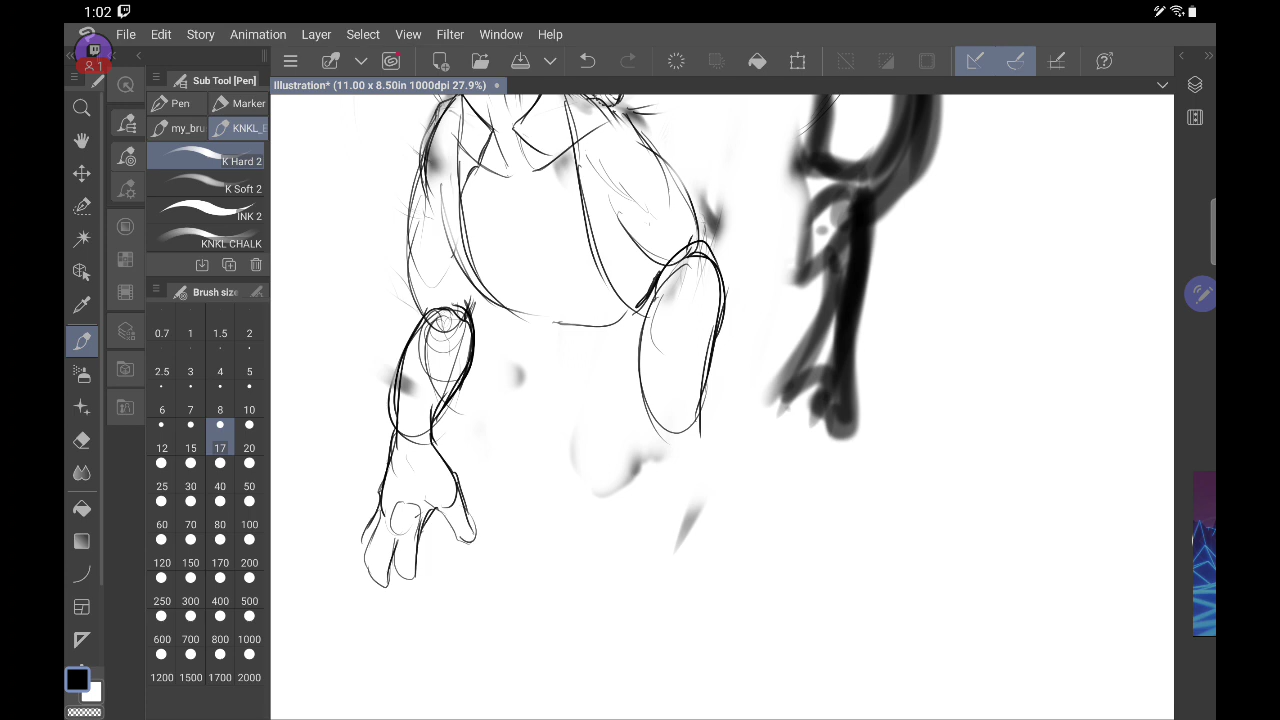 1:02
File Edit Story Animation Layer Select View Filter Window Help
1
Sub Tool [Pen]
Illustration* (11.00 x 8.50in 1000dpi 27.9%)
Pen Marker
my_bru KNKL_E
K Hard 2
K Soft 2
INK 2
KNKL CHALK
Brush size
0.7 1 1.5 2
2.5 3 4 5
6 7 8 10
12 15 17 20
25 30 40 50
60 70 80 100
120 150 170 200
250 300 400 500
600 700 800 1000
1200 1500 1700 2000